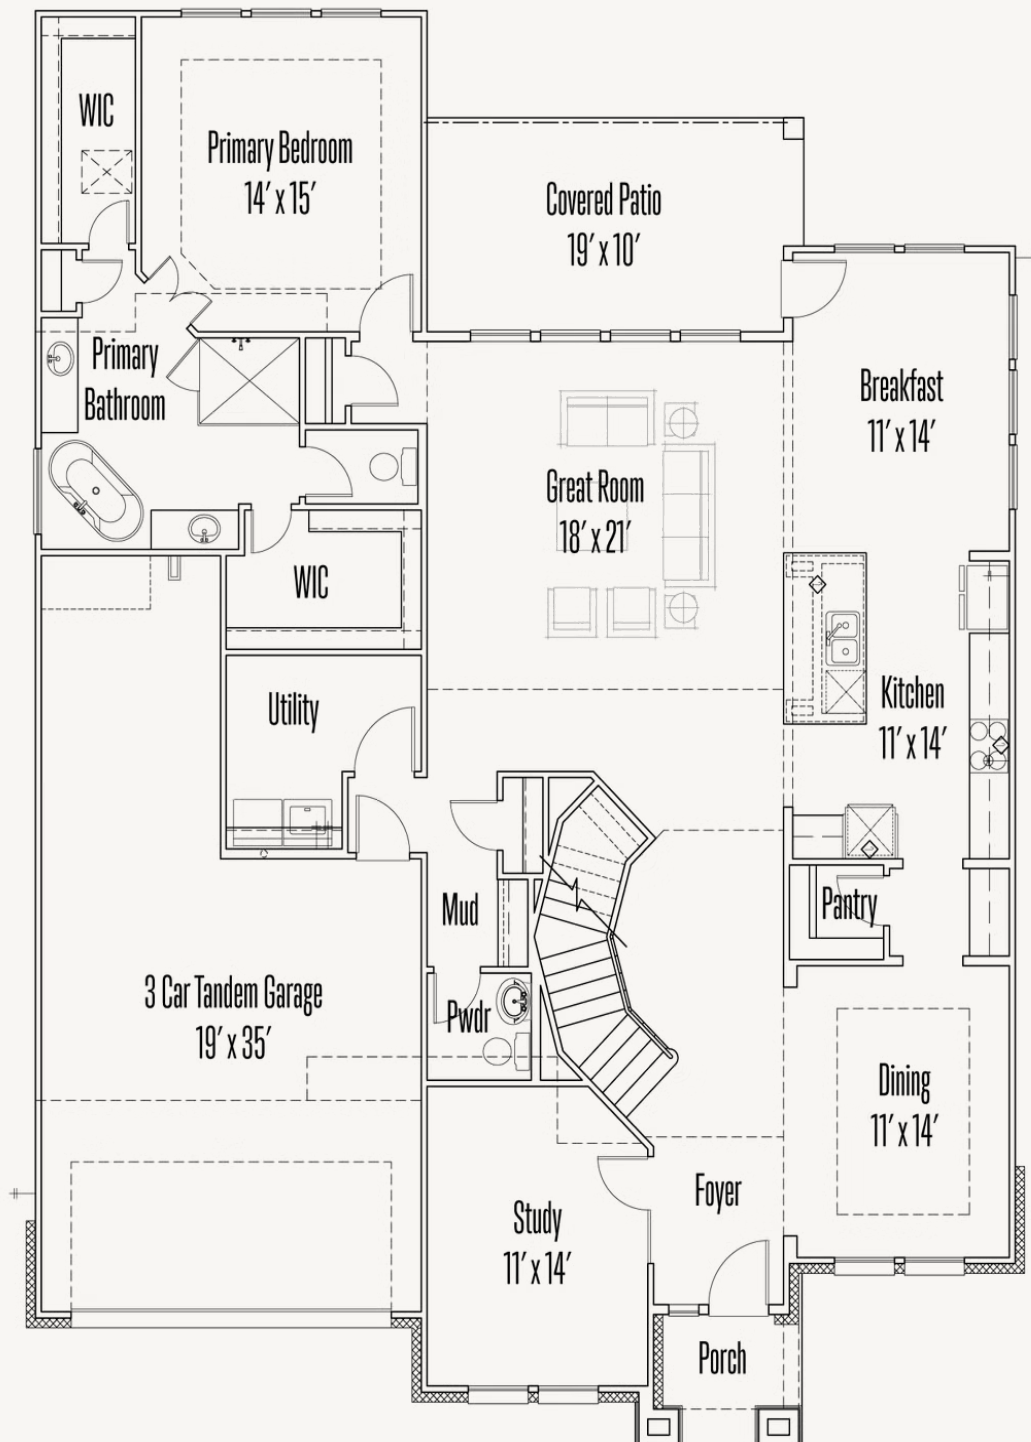 WIC
Primary Bedroom
14' x 15'
Covered Patio
19' x 10'
Primary
Bathroom
Breakfast
11' x 14'
Great Room
18' x 21'
WIC
Utility
Kitchen
11' x 14'
Mud
Pantry
3 Car Tandem Garage
19' x 35'
Pwdr
Dining
11' x 14'
Study
11' x 14'
Foyer
Porch